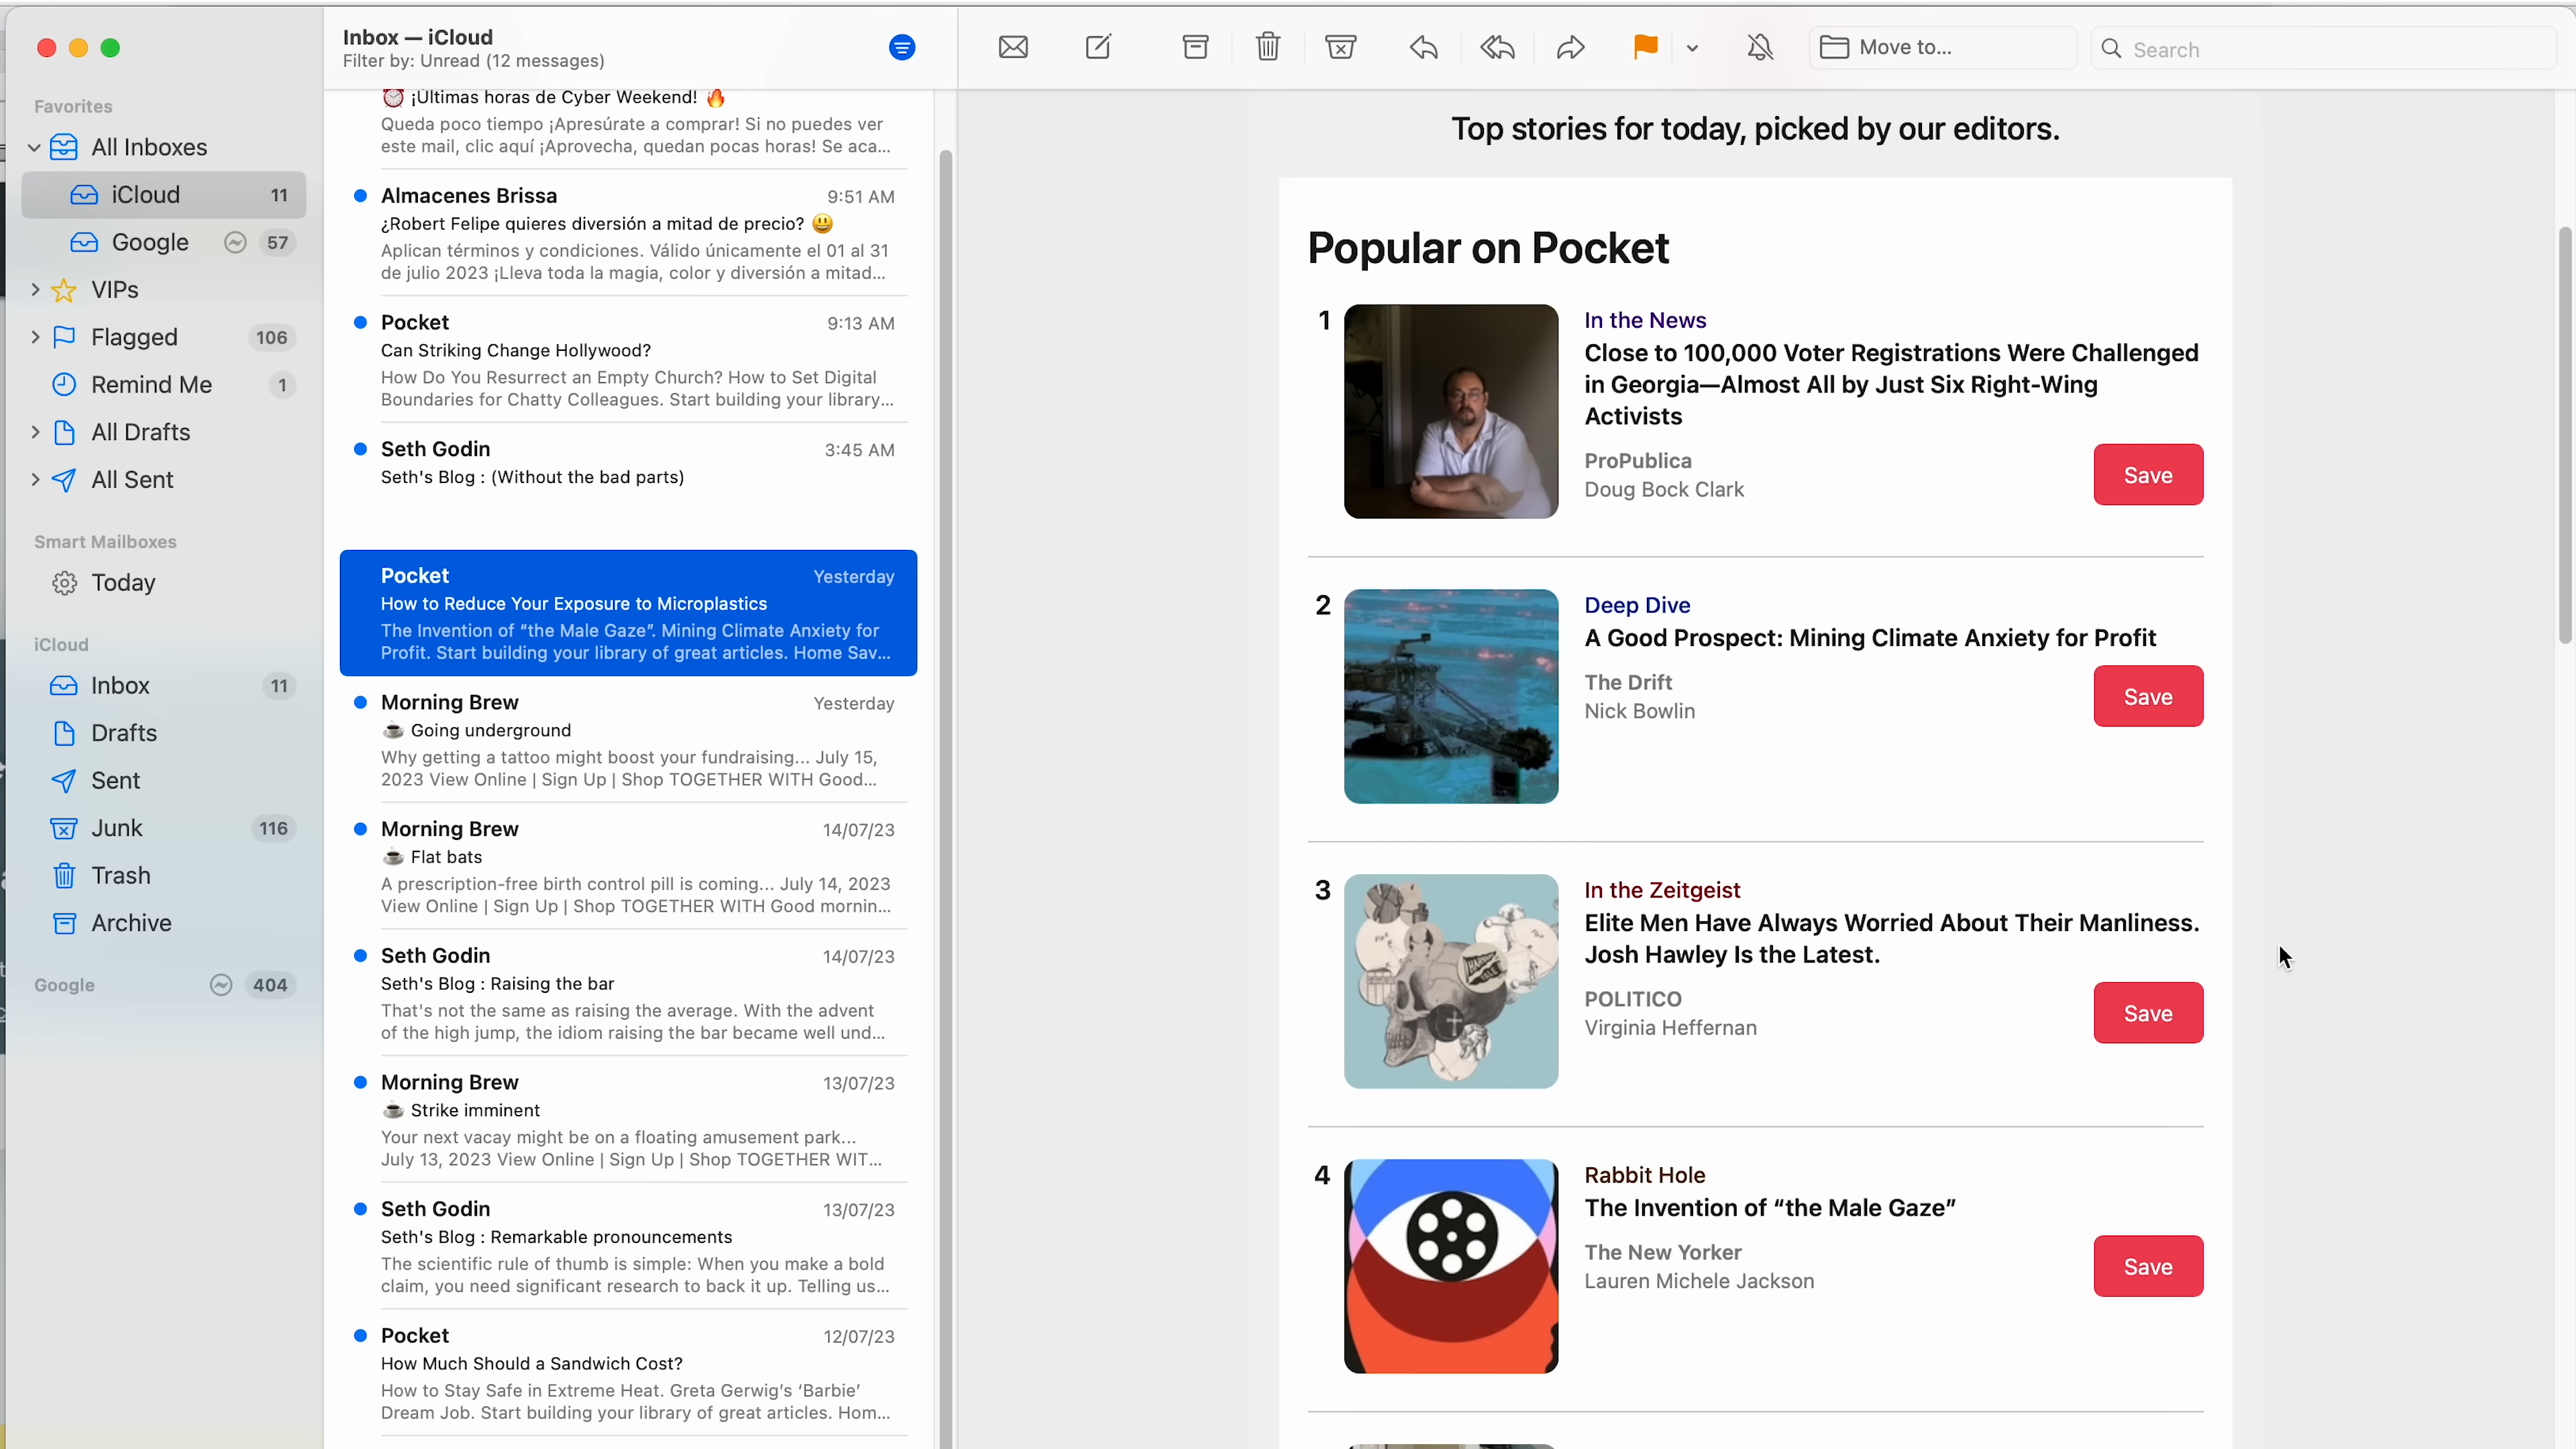 Favorites
All Inboxes
iCloud 11
Google 57
VIPs
Flagged 106
Remind Me 1
All Drafts
All Sent
Smart Mailboxes
Today
iCloud
Inbox 11
Drafts
Sent
Junk 116
Trash
Archive
Google 404
Inbox — iCloud
Filter by: Unread (12 messages)
⏰ ¡Últimas horas de Cyber Weekend! 🔥
Queda poco tiempo ¡Apresúrate a comprar! Si no puedes ver
este mail, clic aquí ¡Aprovecha, quedan pocas horas! Se aca...
Almacenes Brissa 9:51 AM
¿Robert Felipe quieres diversión a mitad de precio? 😃
Aplican términos y condiciones. Válido únicamente el 01 al 31
de julio 2023 ¡Lleva toda la magia, color y diversión a mitad...
Pocket 9:13 AM
Can Striking Change Hollywood?
How Do You Resurrect an Empty Church? How to Set Digital
Boundaries for Chatty Colleagues. Start building your library...
Seth Godin 3:45 AM
Seth's Blog : (Without the bad parts)
Pocket Yesterday
How to Reduce Your Exposure to Microplastics
The Invention of “the Male Gaze”. Mining Climate Anxiety for
Profit. Start building your library of great articles. Home Sav...
Morning Brew Yesterday
☕ Going underground
Why getting a tattoo might boost your fundraising... July 15,
2023 View Online | Sign Up | Shop TOGETHER WITH Good...
Morning Brew 14/07/23
☕ Flat bats
A prescription-free birth control pill is coming... July 14, 2023
View Online | Sign Up | Shop TOGETHER WITH Good mornin...
Seth Godin 14/07/23
Seth's Blog : Raising the bar
That's not the same as raising the average. With the advent
of the high jump, the idiom raising the bar became well und...
Morning Brew 13/07/23
☕ Strike imminent
Your next vacay might be on a floating amusement park...
July 13, 2023 View Online | Sign Up | Shop TOGETHER WIT...
Seth Godin 13/07/23
Seth's Blog : Remarkable pronouncements
The scientific rule of thumb is simple: When you make a bold
claim, you need significant research to back it up. Telling us...
Pocket 12/07/23
How Much Should a Sandwich Cost?
How to Stay Safe in Extreme Heat. Greta Gerwig’s ‘Barbie’
Dream Job. Start building your library of great articles. Hom...
Move to...
Search
Top stories for today, picked by our editors.
Popular on Pocket
1
In the News
Close to 100,000 Voter Registrations Were Challenged
in Georgia—Almost All by Just Six Right-Wing
Activists
ProPublica
Doug Bock Clark
Save
2
Deep Dive
A Good Prospect: Mining Climate Anxiety for Profit
The Drift
Nick Bowlin
Save
3
In the Zeitgeist
Elite Men Have Always Worried About Their Manliness.
Josh Hawley Is the Latest.
POLITICO
Virginia Heffernan
Save
4
Rabbit Hole
The Invention of “the Male Gaze”
The New Yorker
Lauren Michele Jackson
Save